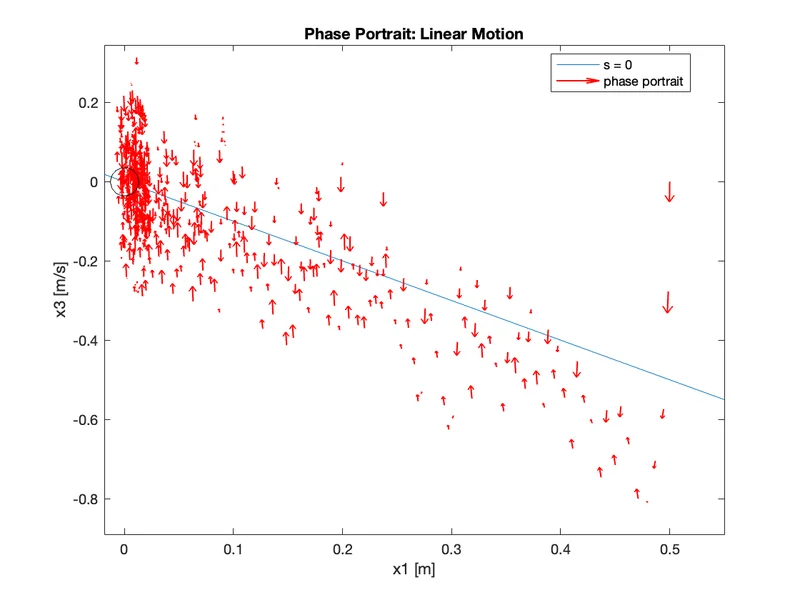 Phase Portrait: Linear Motion
s = 0
phase portrait
0.2
0
-0.2
-0.4
-0.6
-0.8
x3 [m/s]
0 0.1 0.2 0.3 0.4 0.5
x1 [m]